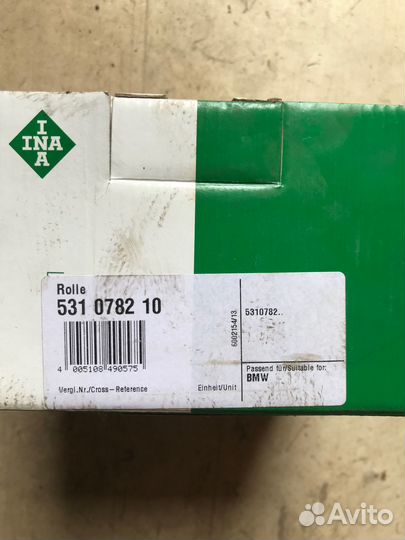 I
INA
A
Rolle
531 0782 10
4 005108 490575
Vergl.Nr./Cross-Reference
Einheit/Unit
6002154/13.
5310782..
Passend für/Suitable for:
BMW
Avito